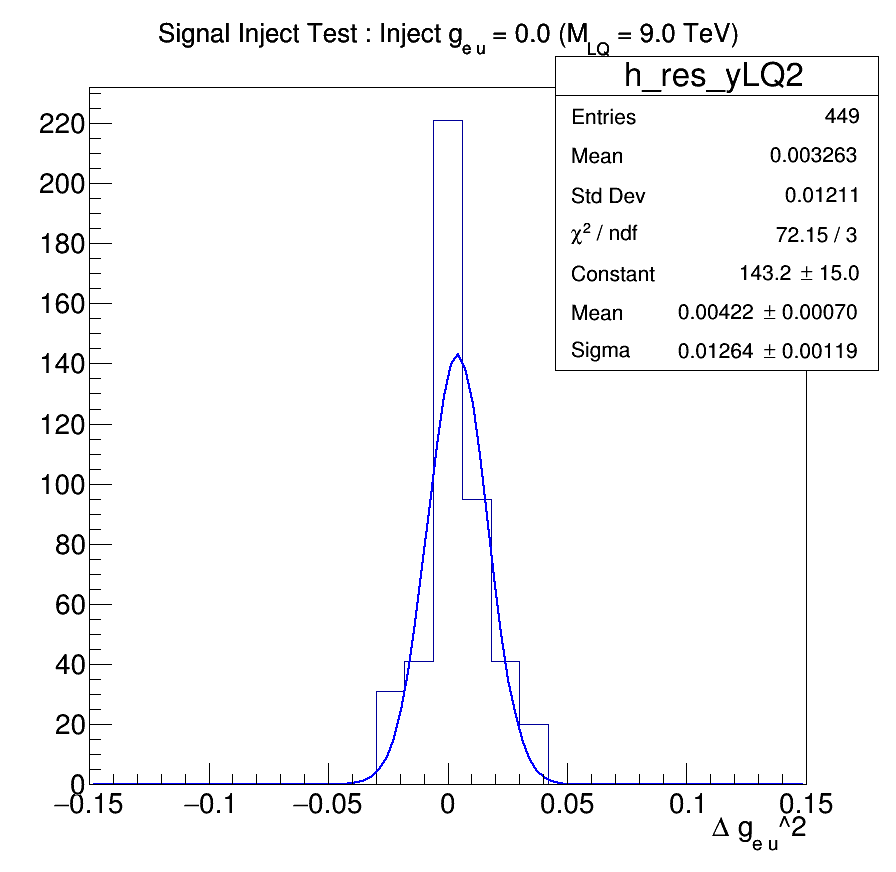 Signal Inject Test : Inject g_e u = 0.0 (M_LQ = 9.0 TeV)
h_res_yLQ2
Entries 449
Mean 0.003263
Std Dev 0.01211
χ² / ndf 72.15 / 3
Constant 143.2 ± 15.0
Mean 0.00422 ± 0.00070
Sigma 0.01264 ± 0.00119
220
200
180
160
140
120
100
80
60
40
20
0
−0.15 −0.1 −0.05 0 0.05 0.1 0.15
Δ g_e u^2